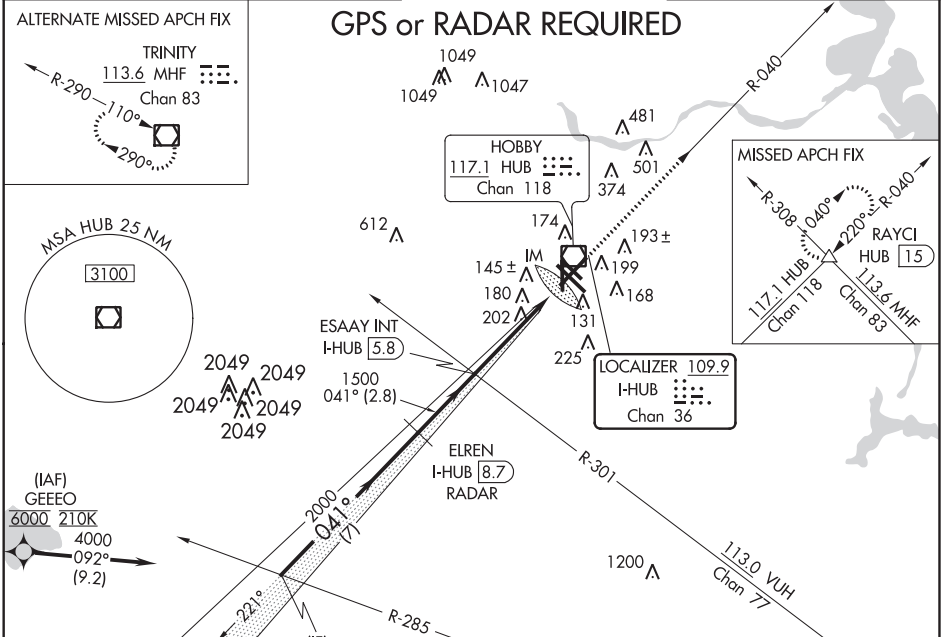 GPS or RADAR REQUIRED
ALTERNATE MISSED APCH FIX
TRINITY
113.6 MHF
Chan 83
R-290
110°
290°
1049
1049
1047
R-040
481
501
374
HOBBY
117.1 HUB
Chan 118
MISSED APCH FIX
R-308
040°
R-040
220°
RAYCI
HUB 15
117.1 HUB
Chan 118
113.6 MHF
Chan 83
MSA HUB 25 NM
3100
612
174
193±
IM
145±
199
180
168
202
131
225
ESAAY INT
I-HUB 5.8
1500
041° (2.8)
LOCALIZER 109.9
I-HUB
Chan 36
2049
2049
2049
2049
2049
ELREN
I-HUB 8.7
RADAR
R-301
(IAF)
GEEEO
6000 210K
4000
092°
(9.2)
2000
041°
(7)
1200
113.0 VUH
Chan 77
221°
R-285